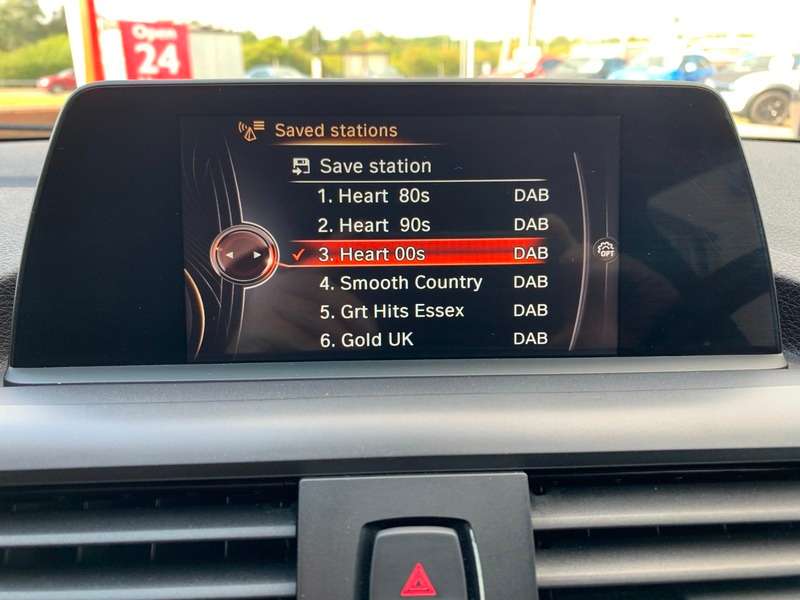 Open
24
Saved stations
Save station
1. Heart 80s DAB
2. Heart 90s DAB
3. Heart 00s DAB
4. Smooth Country DAB
5. Grt Hits Essex DAB
6. Gold UK DAB
OPT